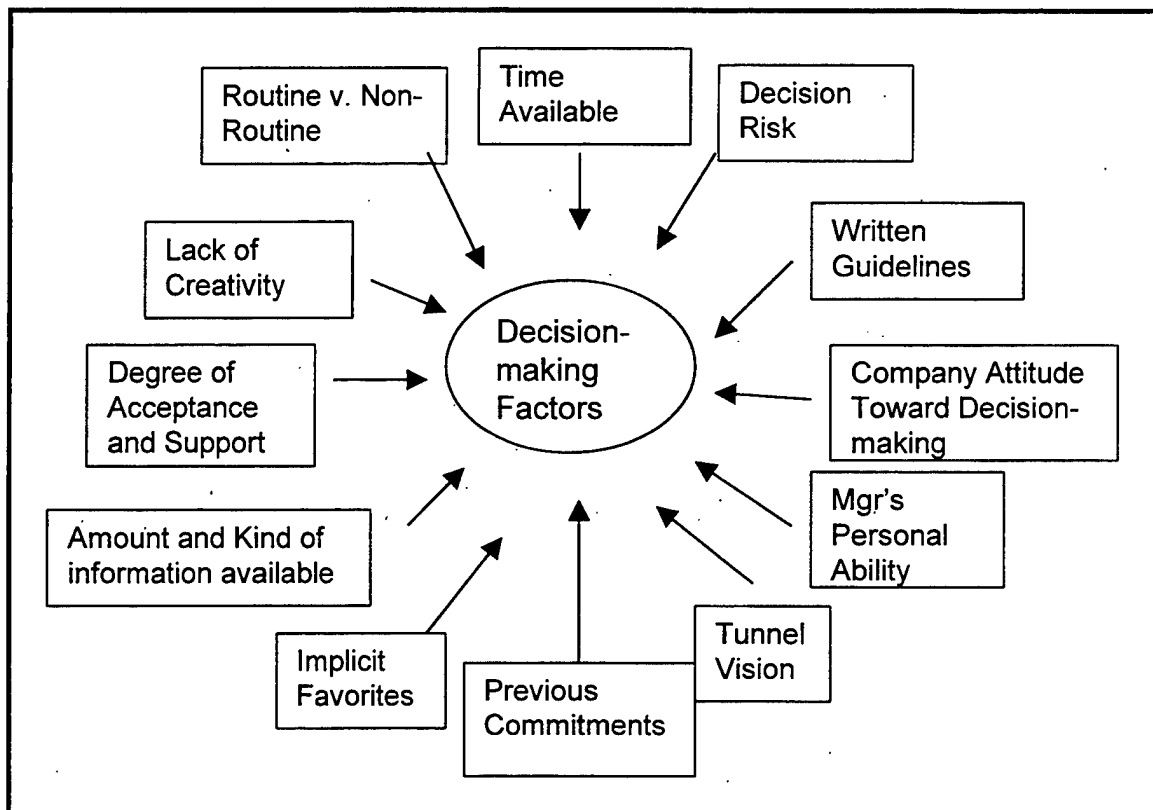 Time
Available
Decision
Risk
Routine v. Non-
Routine
Written
Guidelines
Lack of
Creativity
Decision-
making
Factors
Degree of
Acceptance
and Support
Company Attitude
Toward Decision-
making
Mgr's
Personal
Ability
Amount and Kind of
information available
Tunnel
Vision
Implicit
Favorites
Previous
Commitments